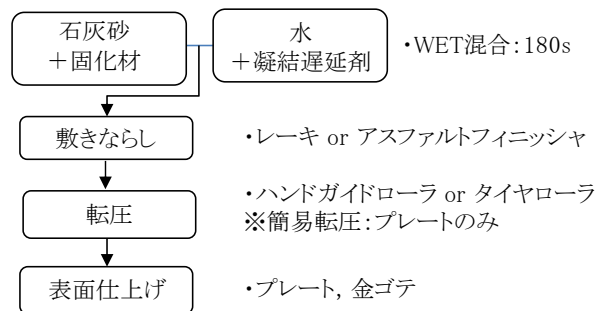 石灰砂
＋固化材
水
＋凝結遅延剤
・WET混合：180s
敷きならし
・レーキ or アスファルトフィニッシャ
転圧
・ハンドガイドローラ or タイヤローラ
※簡易転圧：プレートのみ
表面仕上げ
・プレート，金ゴテ